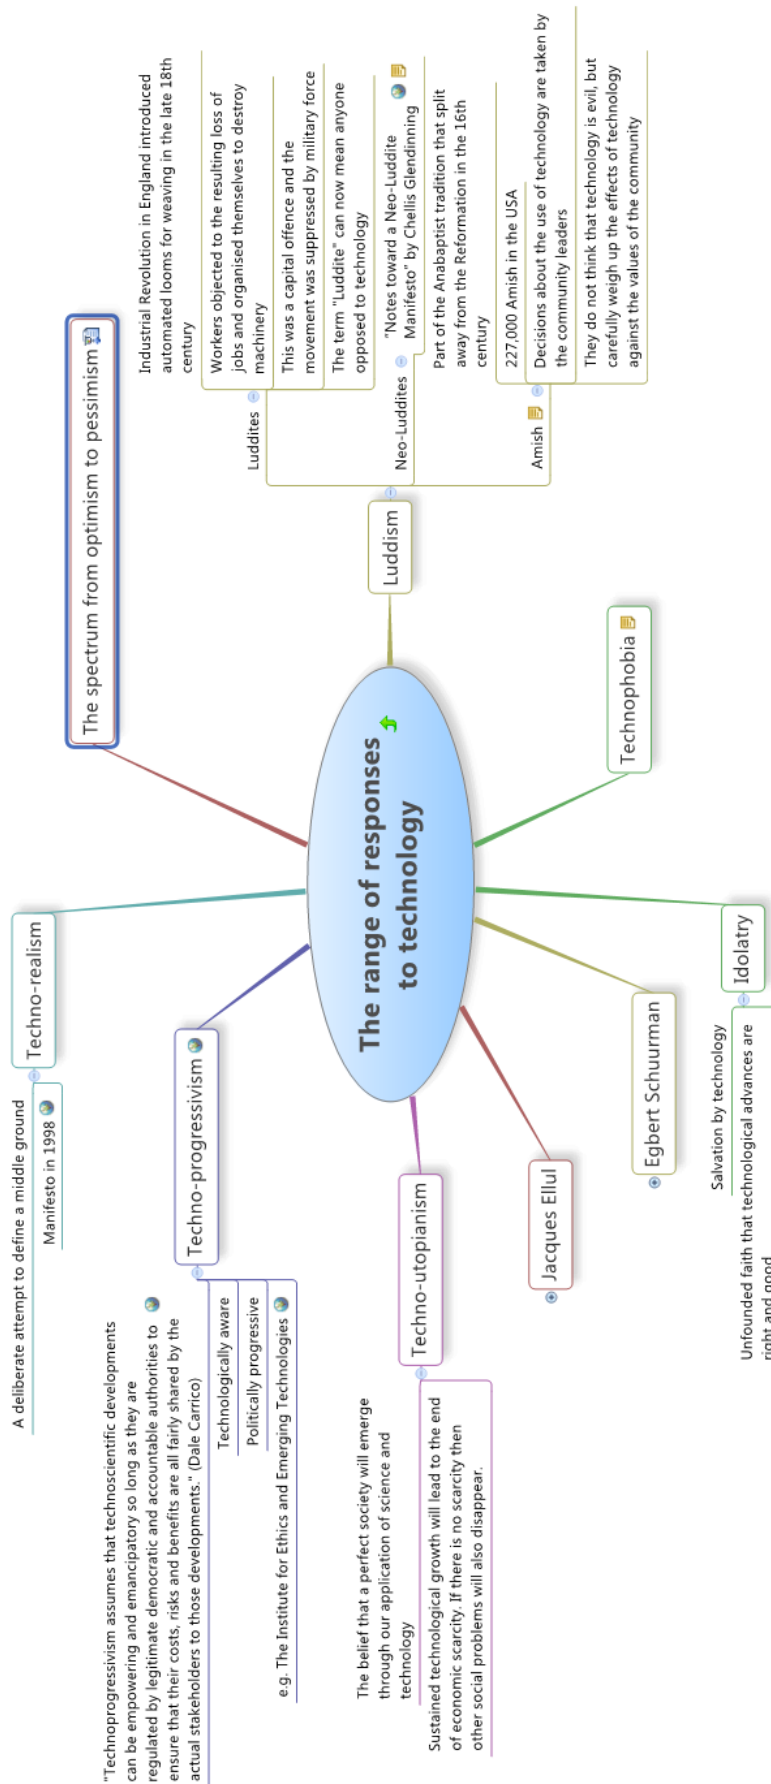 The range of responses
to technology
The spectrum from optimism to pessimism
Luddism
Luddites
Industrial Revolution in England introduced
automated looms for weaving in the late 18th
century
Workers objected to the resulting loss of
jobs and organised themselves to destroy
machinery
This was a capital offence and the
movement was suppressed by military force
The term "Luddite" can now mean anyone
opposed to technology
Neo-Luddites
"Notes toward a Neo-Luddite
Manifesto" by Chellis Glendinning
Amish
Part of the Anabaptist tradition that split
away from the Reformation in the 16th
century
227,000 Amish in the USA
Decisions about the use of technology are taken by
the community leaders
They do not think that technology is evil, but
carefully weigh up the effects of technology
against the values of the community
Technophobia
Idolatry
Salvation by technology
Unfounded faith that technological advances are
right and good
Egbert Schuurman
Jacques Ellul
Techno-utopianism
The belief that a perfect society will emerge
through our application of science and
technology
Sustained technological growth will lead to the end
of economic scarcity. If there is no scarcity then
other social problems will also disappear.
Techno-progressivism
"Technoprogressivism assumes that technoscientific developments
can be empowering and emancipatory so long as they are
regulated by legitimate democratic and accountable authorities to
ensure that their costs, risks and benefits are all fairly shared by the
actual stakeholders to those developments." (Dale Carrico)
Technologically aware
Politically progressive
e.g. The Institute for Ethics and Emerging Technologies
Techno-realism
A deliberate attempt to define a middle ground
Manifesto in 1998